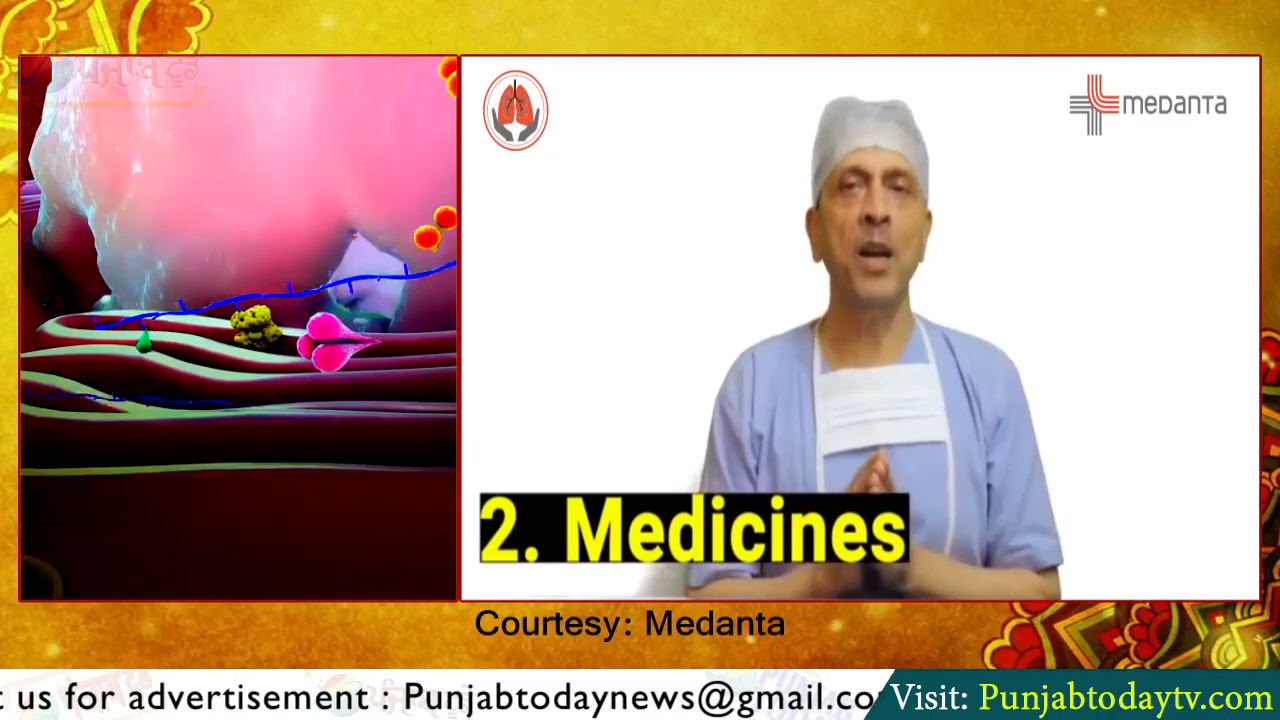 ਪੰਜਾਬ ਟੂਡੇ
MEDANTA
2. Medicines
Courtesy: Medanta
t us for advertisement : Punjabtodaynews@gmail.co
Visit: Punjabtodaytv.com